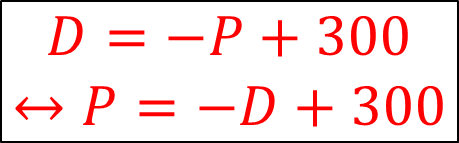 D = −P + 300
↔ P = −D + 300